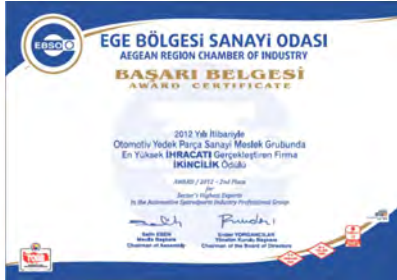 EBSO
EGE BÖLGESİ SANAYİ ODASI
AEGEAN REGION CHAMBER OF INDUSTRY
BAŞARI BELGESİ
AWARD CERTIFICATE
2012 Yılı İtibariyle
Otomotiv Yedek Parça Sanayi Meslek Grubunda
En Yüksek İHRACATI Gerçekleştiren Firma
İKİNCİLİK Ödülü
AWARD / 2012 - 2nd Place
for
Sector's Highest Exports
in the Automotive Spareparts Industry Professional Group
Salih ESEN
Ender YORGANCILAR
Meclis Başkanı
Yönetim Kurulu Başkanı
Chairman of Assembly
Chairman of the Board of Directors